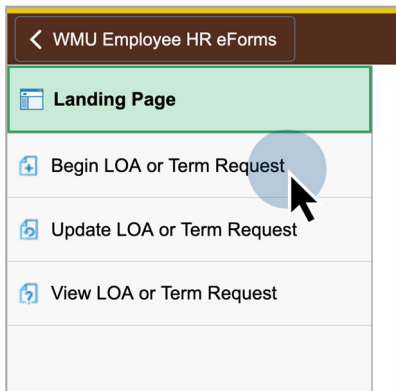 WMU Employee HR eForms
Landing Page
Begin LOA or Term Request
Update LOA or Term Request
View LOA or Term Request